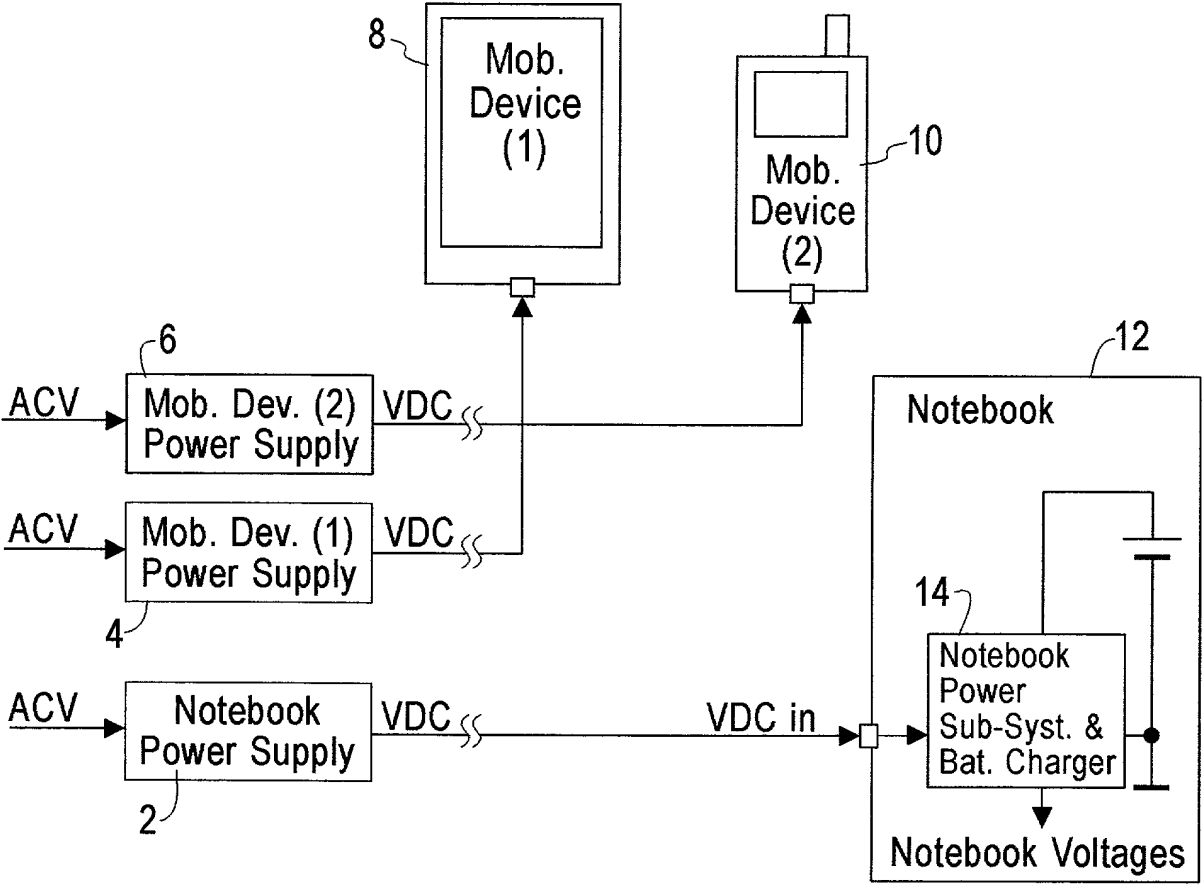 8
Mob.
Device
(1)
10
Mob.
Device
(2)
6
ACV
Mob. Dev. (2)
Power Supply
VDC
12
Notebook
ACV
Mob. Dev. (1)
Power Supply
VDC
4
14
Notebook
Power
Sub-Syst. &
Bat. Charger
ACV
Notebook
Power Supply
VDC
VDC in
2
Notebook Voltages